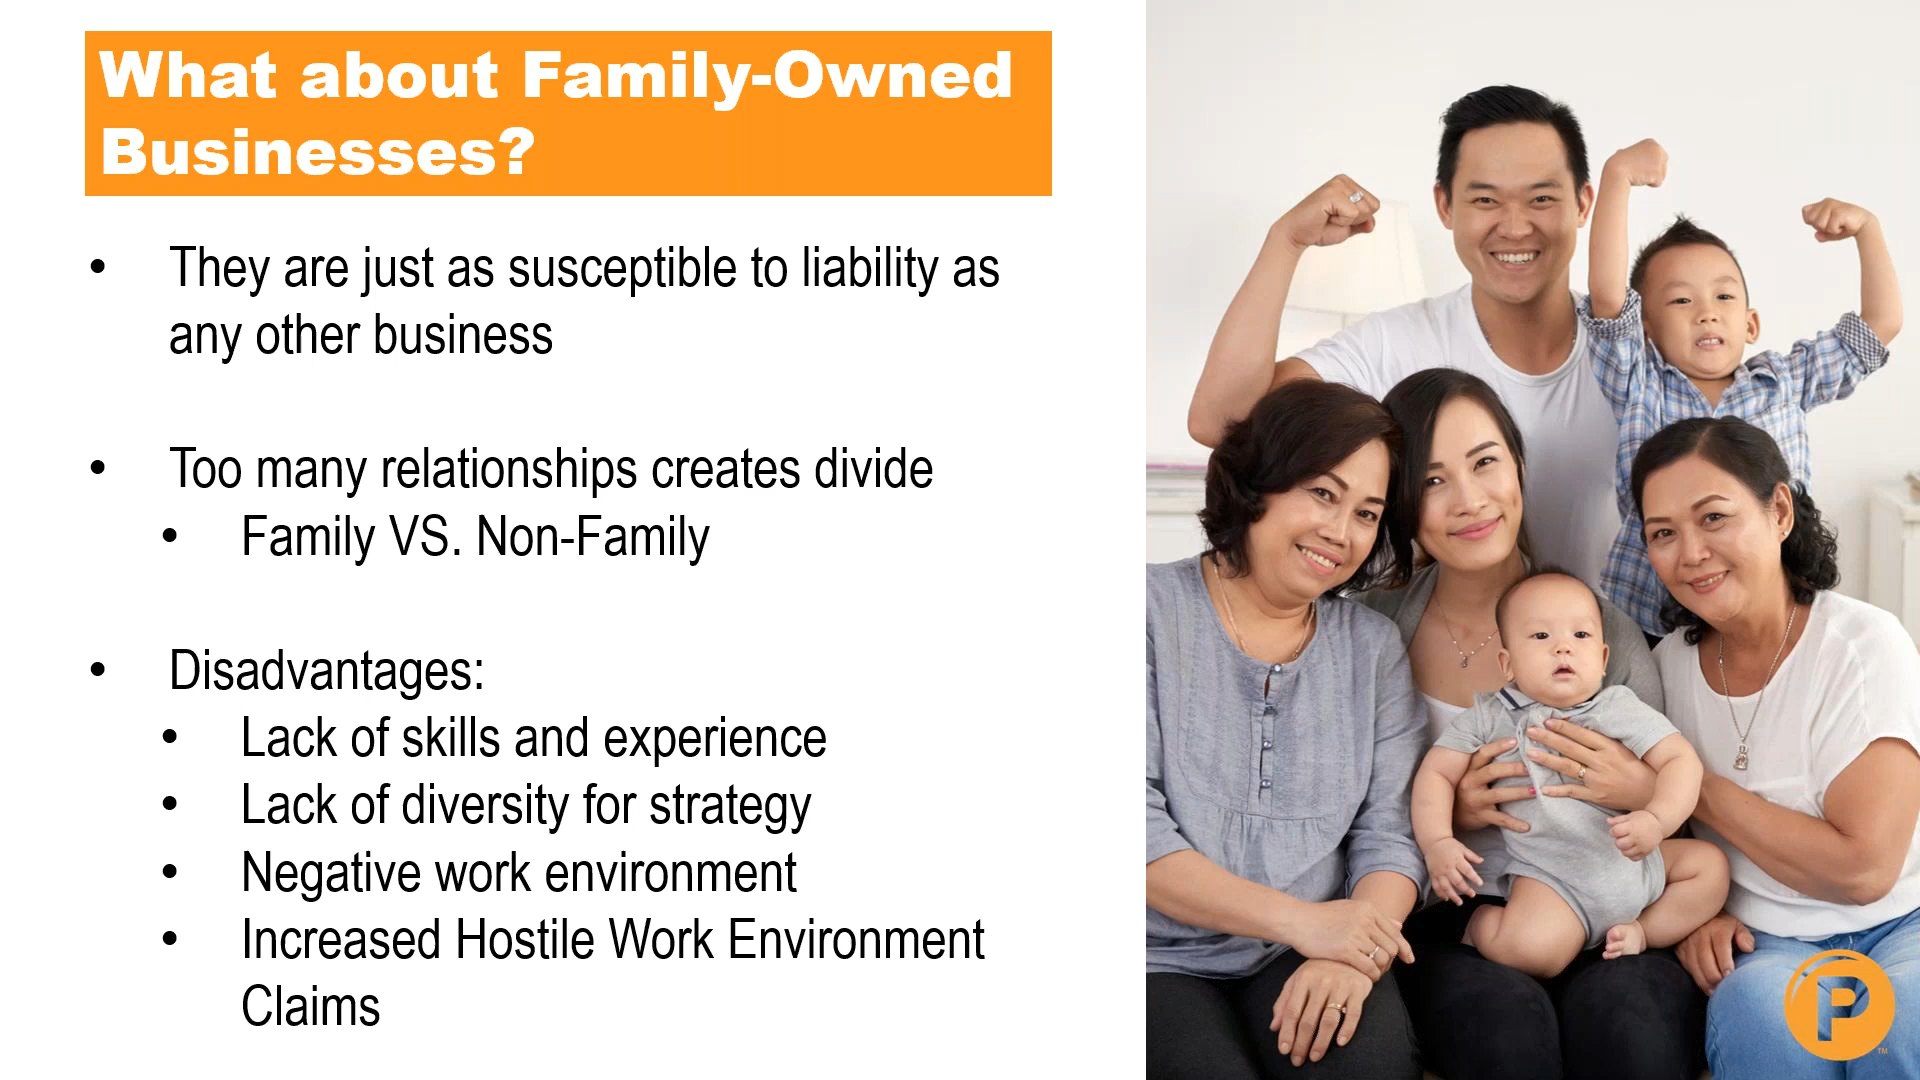 What about Family-Owned
Businesses?
• They are just as susceptible to liability as
any other business
• Too many relationships creates divide
• Family VS. Non-Family
• Disadvantages:
• Lack of skills and experience
• Lack of diversity for strategy
• Negative work environment
• Increased Hostile Work Environment
Claims
P
TM